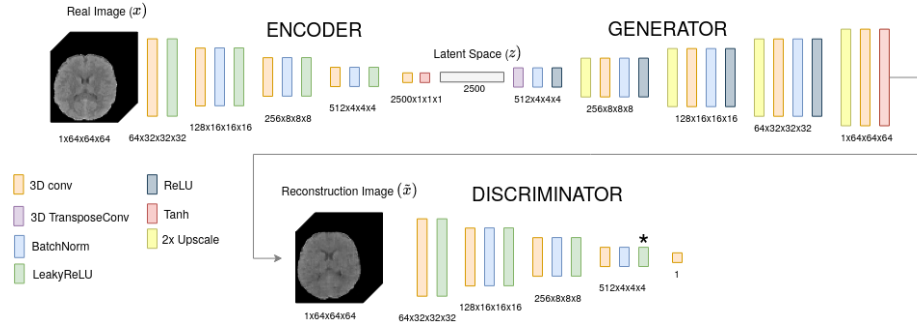 Real Image (x)
ENCODER
GENERATOR
Latent Space (z)
2500
1x64x64x64
64x32x32x32
128x16x16x16
256x8x8x8
512x4x4x4
2500x1x1x1
512x4x4x4
256x8x8x8
128x16x16x16
64x32x32x32
1x64x64x64
3D conv
3D TransposeConv
BatchNorm
LeakyReLU
ReLU
Tanh
2x Upscale
Reconstruction Image (x̃)
DISCRIMINATOR
*
1x64x64x64
64x32x32x32
128x16x16x16
256x8x8x8
512x4x4x4
1